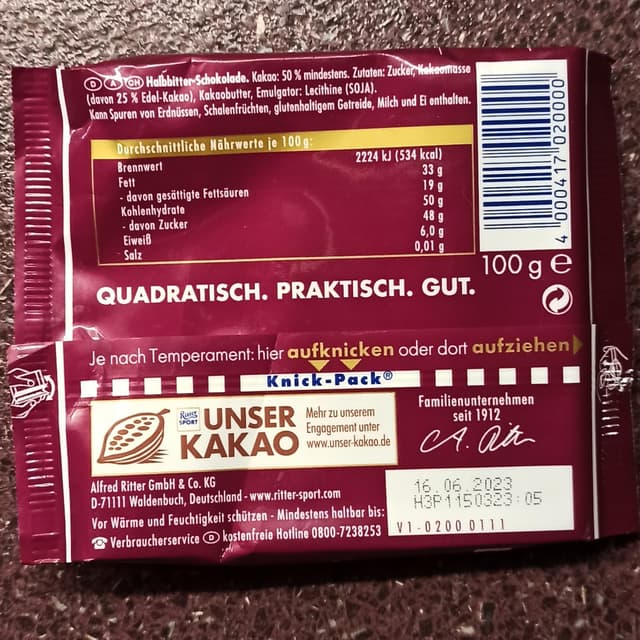 D A CH Halbbitter-Schokolade. Kakao: 50 % mindestens. Zutaten: Zucker, Kakaomasse
(davon 25 % Edel-Kakao), Kakaobutter, Emulgator: Lecithine (SOJA).
Kann Spuren von Erdnüssen, Schalenfrüchten, glutenhaltigem Getreide, Milch und Ei enthalten.
Durchschnittliche Nährwerte je 100 g:
Brennwert 2224 kJ (534 kcal)
Fett 33 g
- davon gesättigte Fettsäuren 19 g
Kohlenhydrate 50 g
- davon Zucker 48 g
Eiweiß 6,0 g
Salz 0,01 g
4 000417 020000
100 g e
QUADRATISCH. PRAKTISCH. GUT.
Je nach Temperament: hier aufknicken oder dort aufziehen
Knick-Pack®
Ritter SPORT
UNSER
KAKAO
Mehr zu unserem
Engagement unter
www.unser-kakao.de
Familienunternehmen
seit 1912
Alfred Ritter GmbH & Co. KG
D-71111 Waldenbuch, Deutschland - www.ritter-sport.com
Vor Wärme und Feuchtigkeit schützen - Mindestens haltbar bis:
Verbraucherservice D kostenfreie Hotline 0800-7238253
16.06.2023
H3P1150323:05
V1-0200 0111